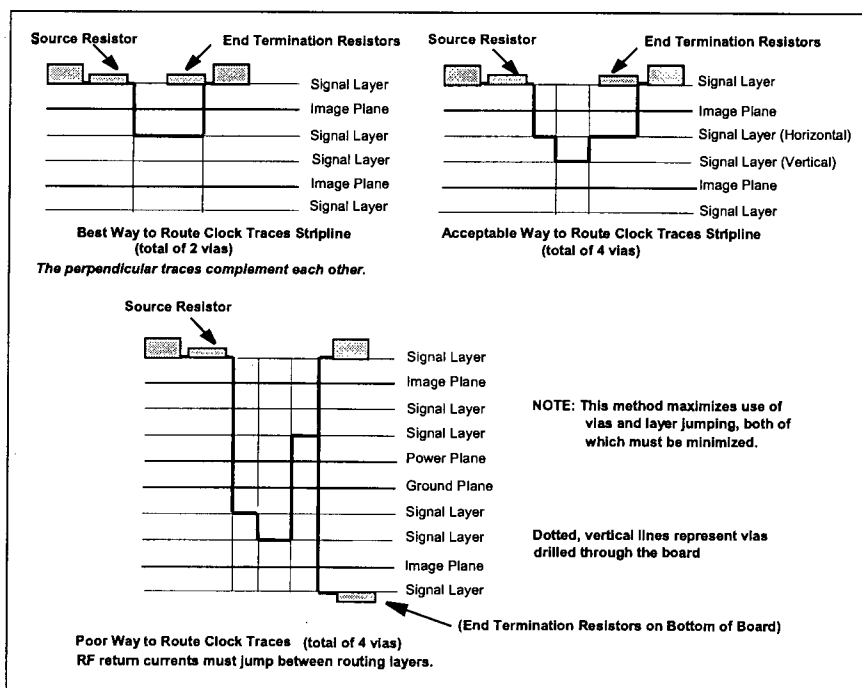 Source Resistor
End Termination Resistors
Signal Layer
Image Plane
Signal Layer
Signal Layer
Image Plane
Signal Layer
Best Way to Route Clock Traces Stripline
(total of 2 vias)
The perpendicular traces complement each other.
Source Resistor
End Termination Resistors
Signal Layer
Image Plane
Signal Layer (Horizontal)
Signal Layer (Vertical)
Image Plane
Signal Layer
Acceptable Way to Route Clock Traces Stripline
(total of 4 vias)
Source Resistor
Signal Layer
Image Plane
Signal Layer
Signal Layer
Power Plane
Ground Plane
Signal Layer
Signal Layer
Image Plane
Signal Layer
NOTE: This method maximizes use of
vias and layer jumping, both of
which must be minimized.
Dotted, vertical lines represent vias
drilled through the board
(End Termination Resistors on Bottom of Board)
Poor Way to Route Clock Traces (total of 4 vias)
RF return currents must jump between routing layers.